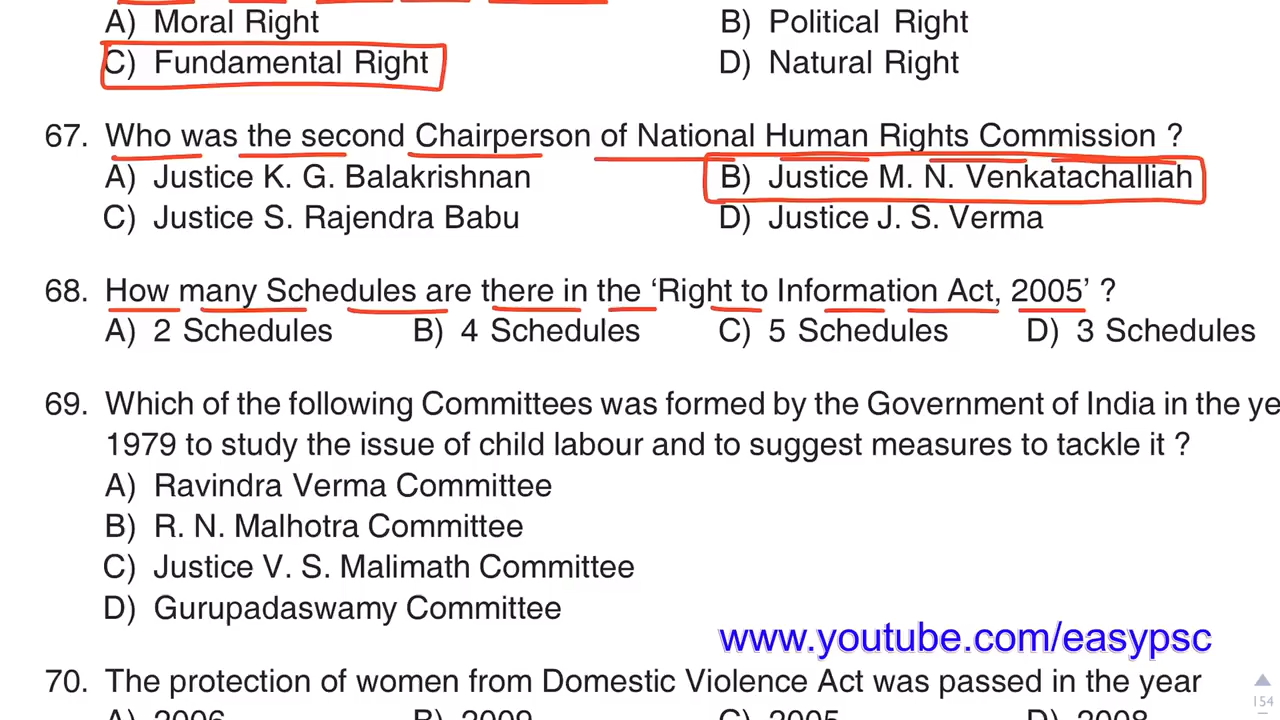 A) Moral Right B) Political Right
C) Fundamental Right D) Natural Right
67. Who was the second Chairperson of National Human Rights Commission ?
A) Justice K. G. Balakrishnan B) Justice M. N. Venkatachalliah
C) Justice S. Rajendra Babu D) Justice J. S. Verma
68. How many Schedules are there in the ‘Right to Information Act, 2005’ ?
A) 2 Schedules B) 4 Schedules C) 5 Schedules D) 3 Schedules
69. Which of the following Committees was formed by the Government of India in the ye
1979 to study the issue of child labour and to suggest measures to tackle it ?
A) Ravindra Verma Committee
B) R. N. Malhotra Committee
C) Justice V. S. Malimath Committee
D) Gurupadaswamy Committee
www.youtube.com/easypsc
70. The protection of women from Domestic Violence Act was passed in the year
154
A) 2006 B) 2009 C) 2005 D) 2008